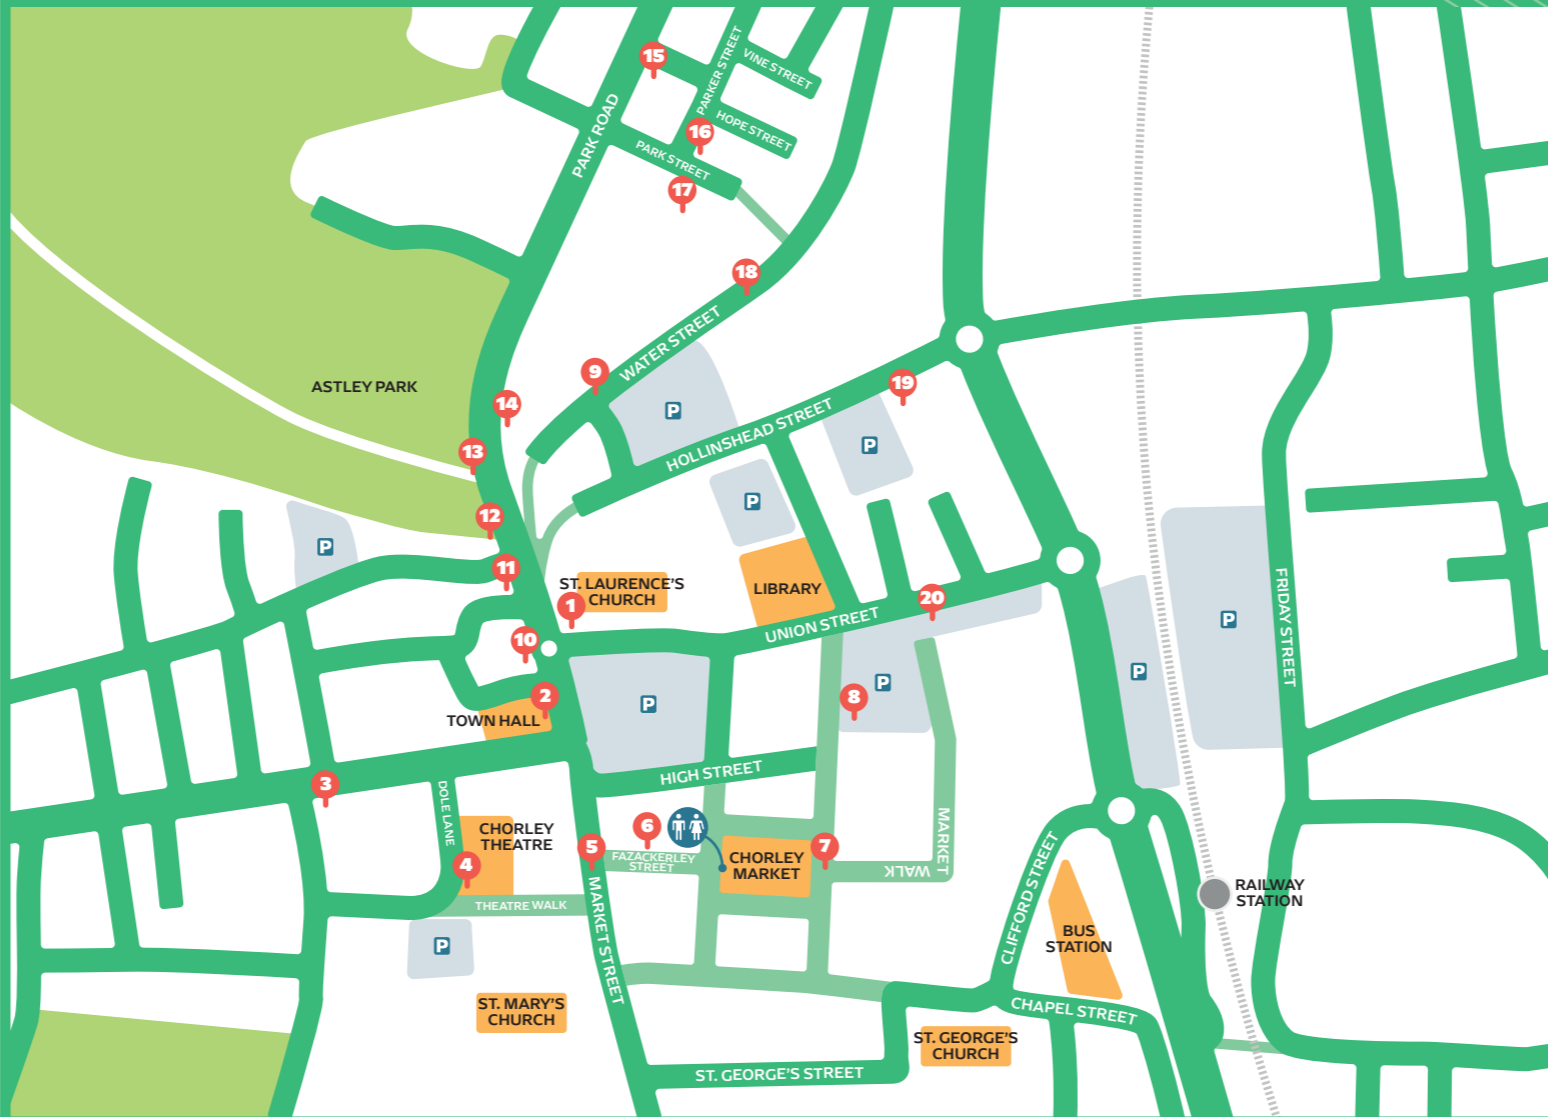 15
PARKER STREET
VINE STREET
PARK ROAD
16
HOPE STREET
PARK STREET
17
18
WATER STREET
9
19
14
ASTLEY PARK
P
HOLLINSHEAD STREET
P
13
P
12
P
11
ST. LAURENCE'S
CHURCH
LIBRARY
1
20
UNION STREET
FRIDAY STREET
P
10
P
P
2
8
P
TOWN HALL
3
HIGH STREET
DOLE LANE
CHORLEY
THEATRE
6
5
FAZACKERLEY
STREET
7
CHORLEY
MARKET
MARKET
WALK
4
THEATRE WALK
MARKET STREET
CLIFFORD STREET
RAILWAY
STATION
BUS
STATION
P
ST. MARY'S
CHURCH
CHAPEL STREET
ST. GEORGE'S
CHURCH
ST. GEORGE'S STREET